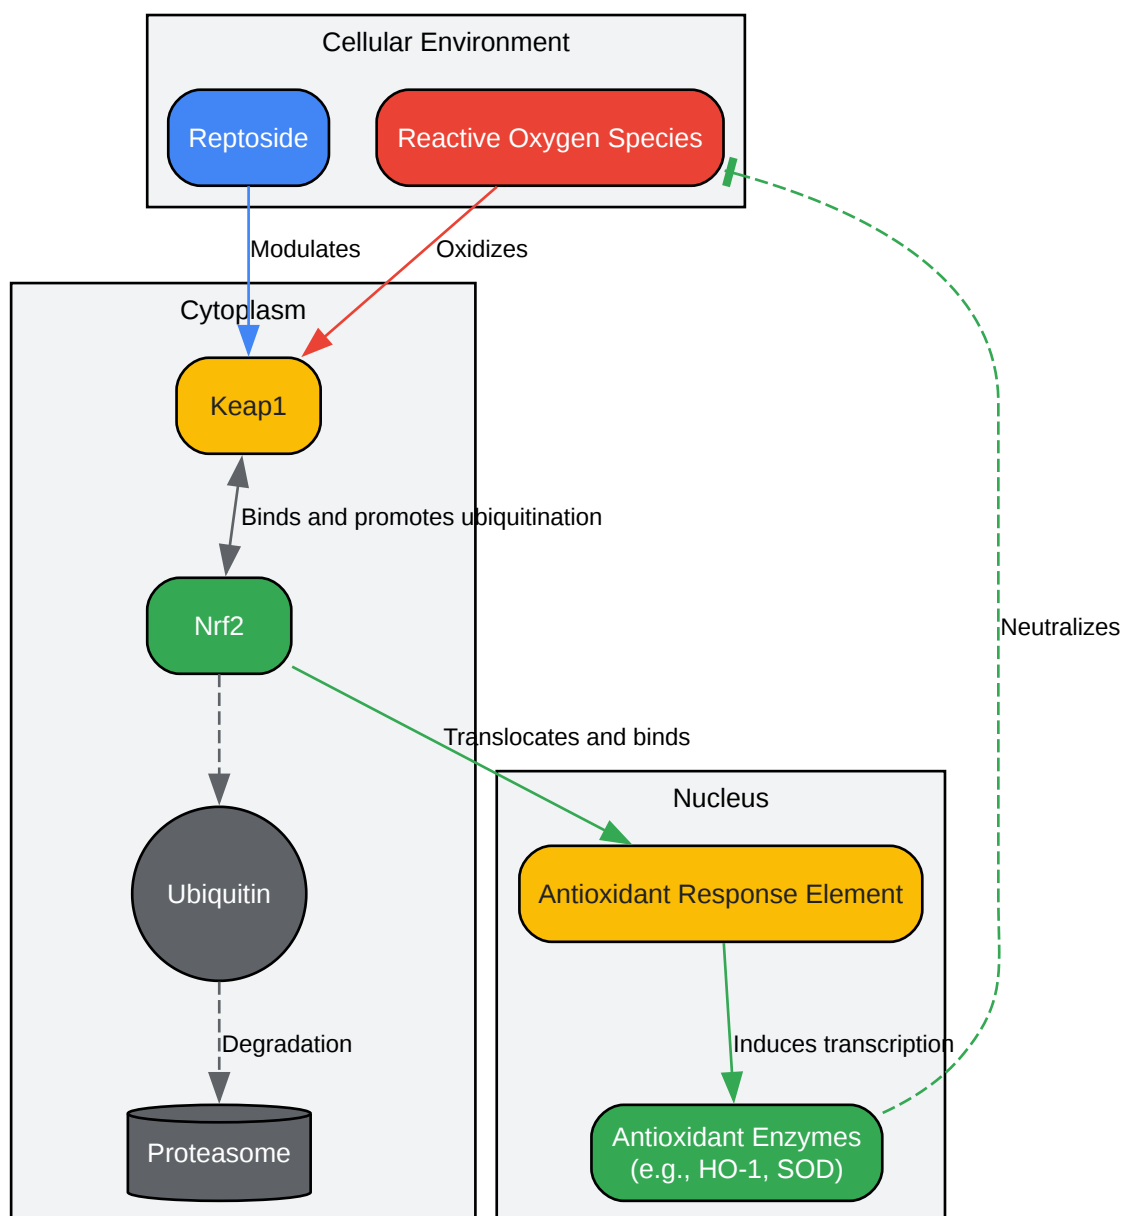 Cellular Environment
Reptoside
Reactive Oxygen Species
Modulates
Oxidizes
Cytoplasm
Keap1
Binds and promotes ubiquitination
Nrf2
Neutralizes
Translocates and binds
Nucleus
Ubiquitin
Antioxidant Response Element
Degradation
Induces transcription
Proteasome
Antioxidant Enzymes
(e.g., HO-1, SOD)